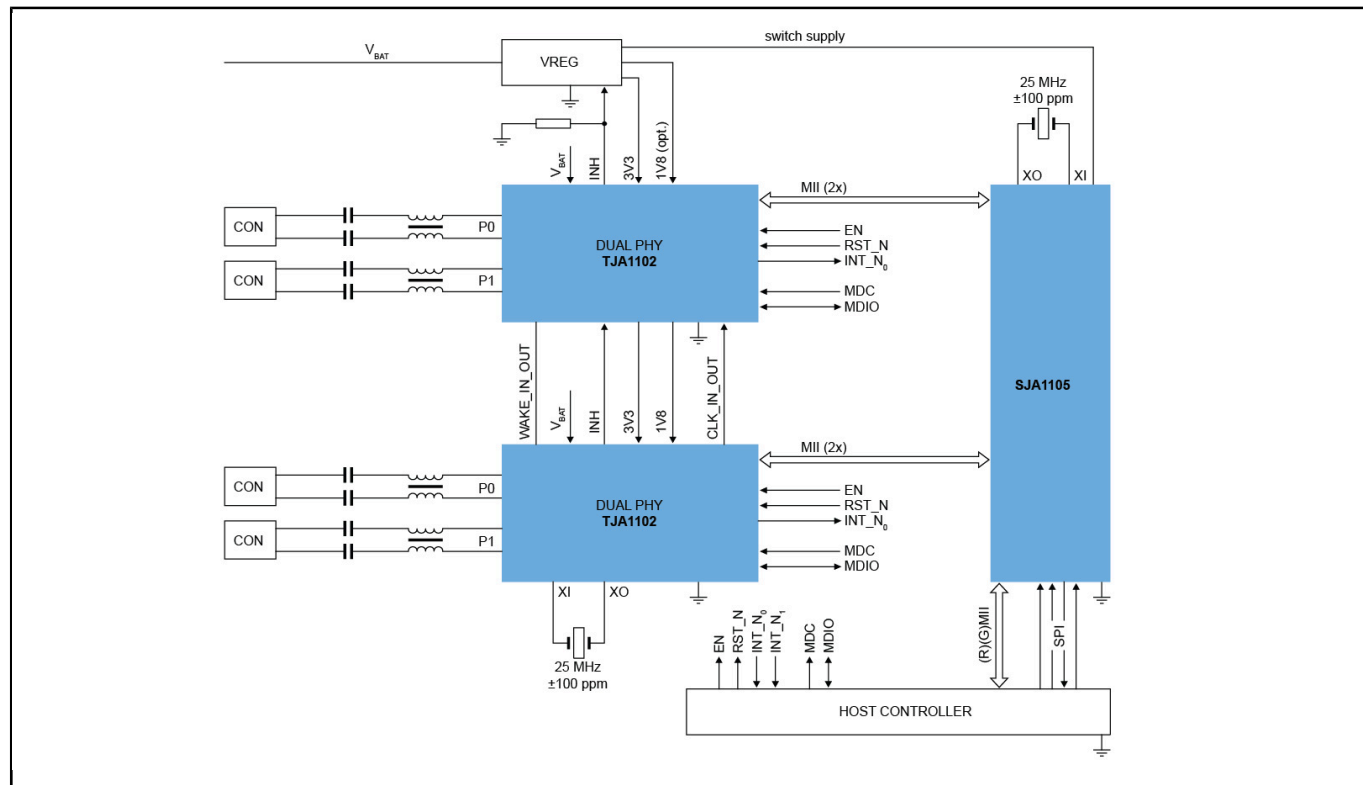 switch supply
VBAT
VREG
25 MHz
±100 ppm
VBAT
INH
3V3
1V8 (opt.)
XO
XI
MII (2x)
CON
P0
EN
RST_N
INT_N0
DUAL PHY
TJA1102
CON
P1
MDC
MDIO
WAKE_IN_OUT
VBAT
INH
3V3
1V8
CLK_IN_OUT
SJA1105
MII (2x)
CON
P0
EN
RST_N
INT_N0
DUAL PHY
TJA1102
CON
P1
MDC
MDIO
XI
XO
25 MHz
±100 ppm
EN
RST_N
INT_N0
INT_N1
MDC
MDIO
(R)(G)MII
SPI
HOST CONTROLLER